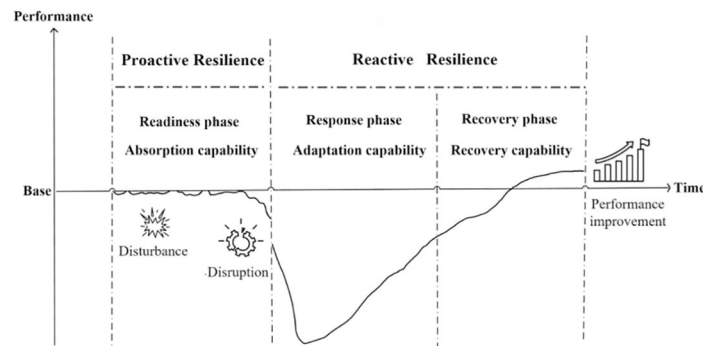 Performance
Proactive Resilience
Reactive Resilience
Readiness phase
Absorption capability
Response phase
Adaptation capability
Recovery phase
Recovery capability
Base
Time
Disturbance
.Disruption
Performance
improvement